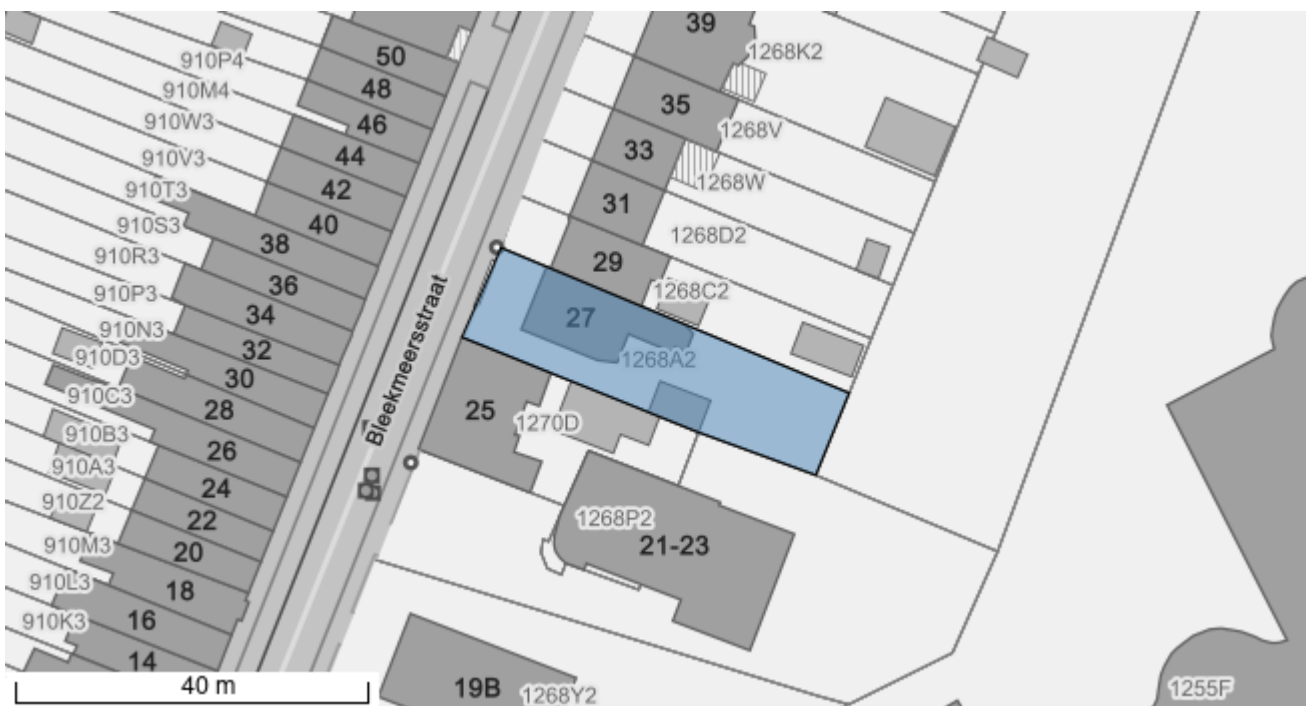 39
50
1268K2
910P4
48
910M4
35
46
910W3
1268V
44
33
910V3
42
1268W
910T3
31
40
910S3
38
1268D2
910R3
29
36
1268C2
910P3
34
27
Bleekmeersstraat
910N3
32
910D3
1268A2
30
910C3
28
25
1270D
910B3
26
910A3
24
910Z2
22
1268P2
910M3
20
21-23
910L3
18
910K3
16
14
40 m
19B
1268Y2
1255F